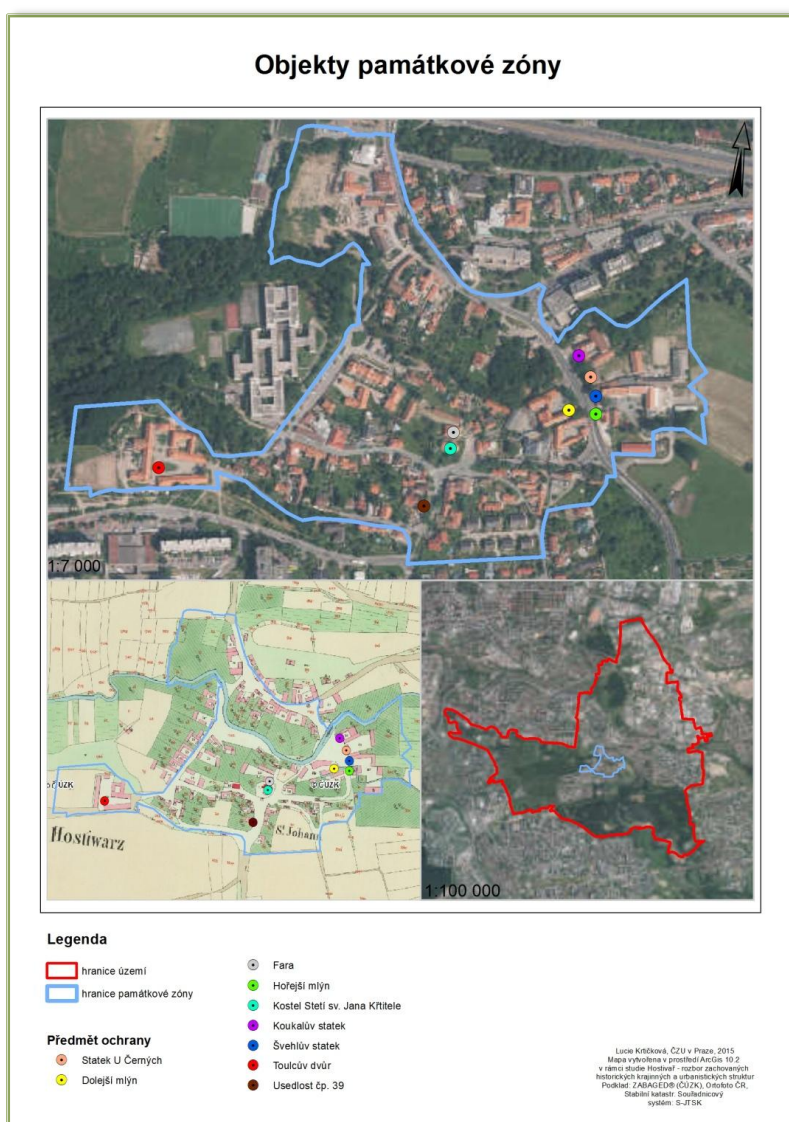 Objekty památkové zóny
1:7 000
ČÚZK
Hostiwarz
St Johann
© ČÚZK
1:100 000
Legenda
hranice území
hranice památkové zóny
Předmět ochrany
Statek U Černých
Dolejší mlýn
Fara
Hořejší mlýn
Kostel Stetí sv. Jana Křtitele
Koukalův statek
Švehlův statek
Toulcův dvůr
Usedlost čp. 39
Lucie Krtičková, ČZU v Praze, 2015
Mapa vytvořena v prostředí ArcGis 10.2
v rámci studie Hostivař - rozbor zachovaných
historických krajinných a urbanistických struktur
Podklad: ZABAGED® (ČÚZK), Ortofoto ČR,
Stabilní katastr. Souřadnicový
systém: S-JTSK